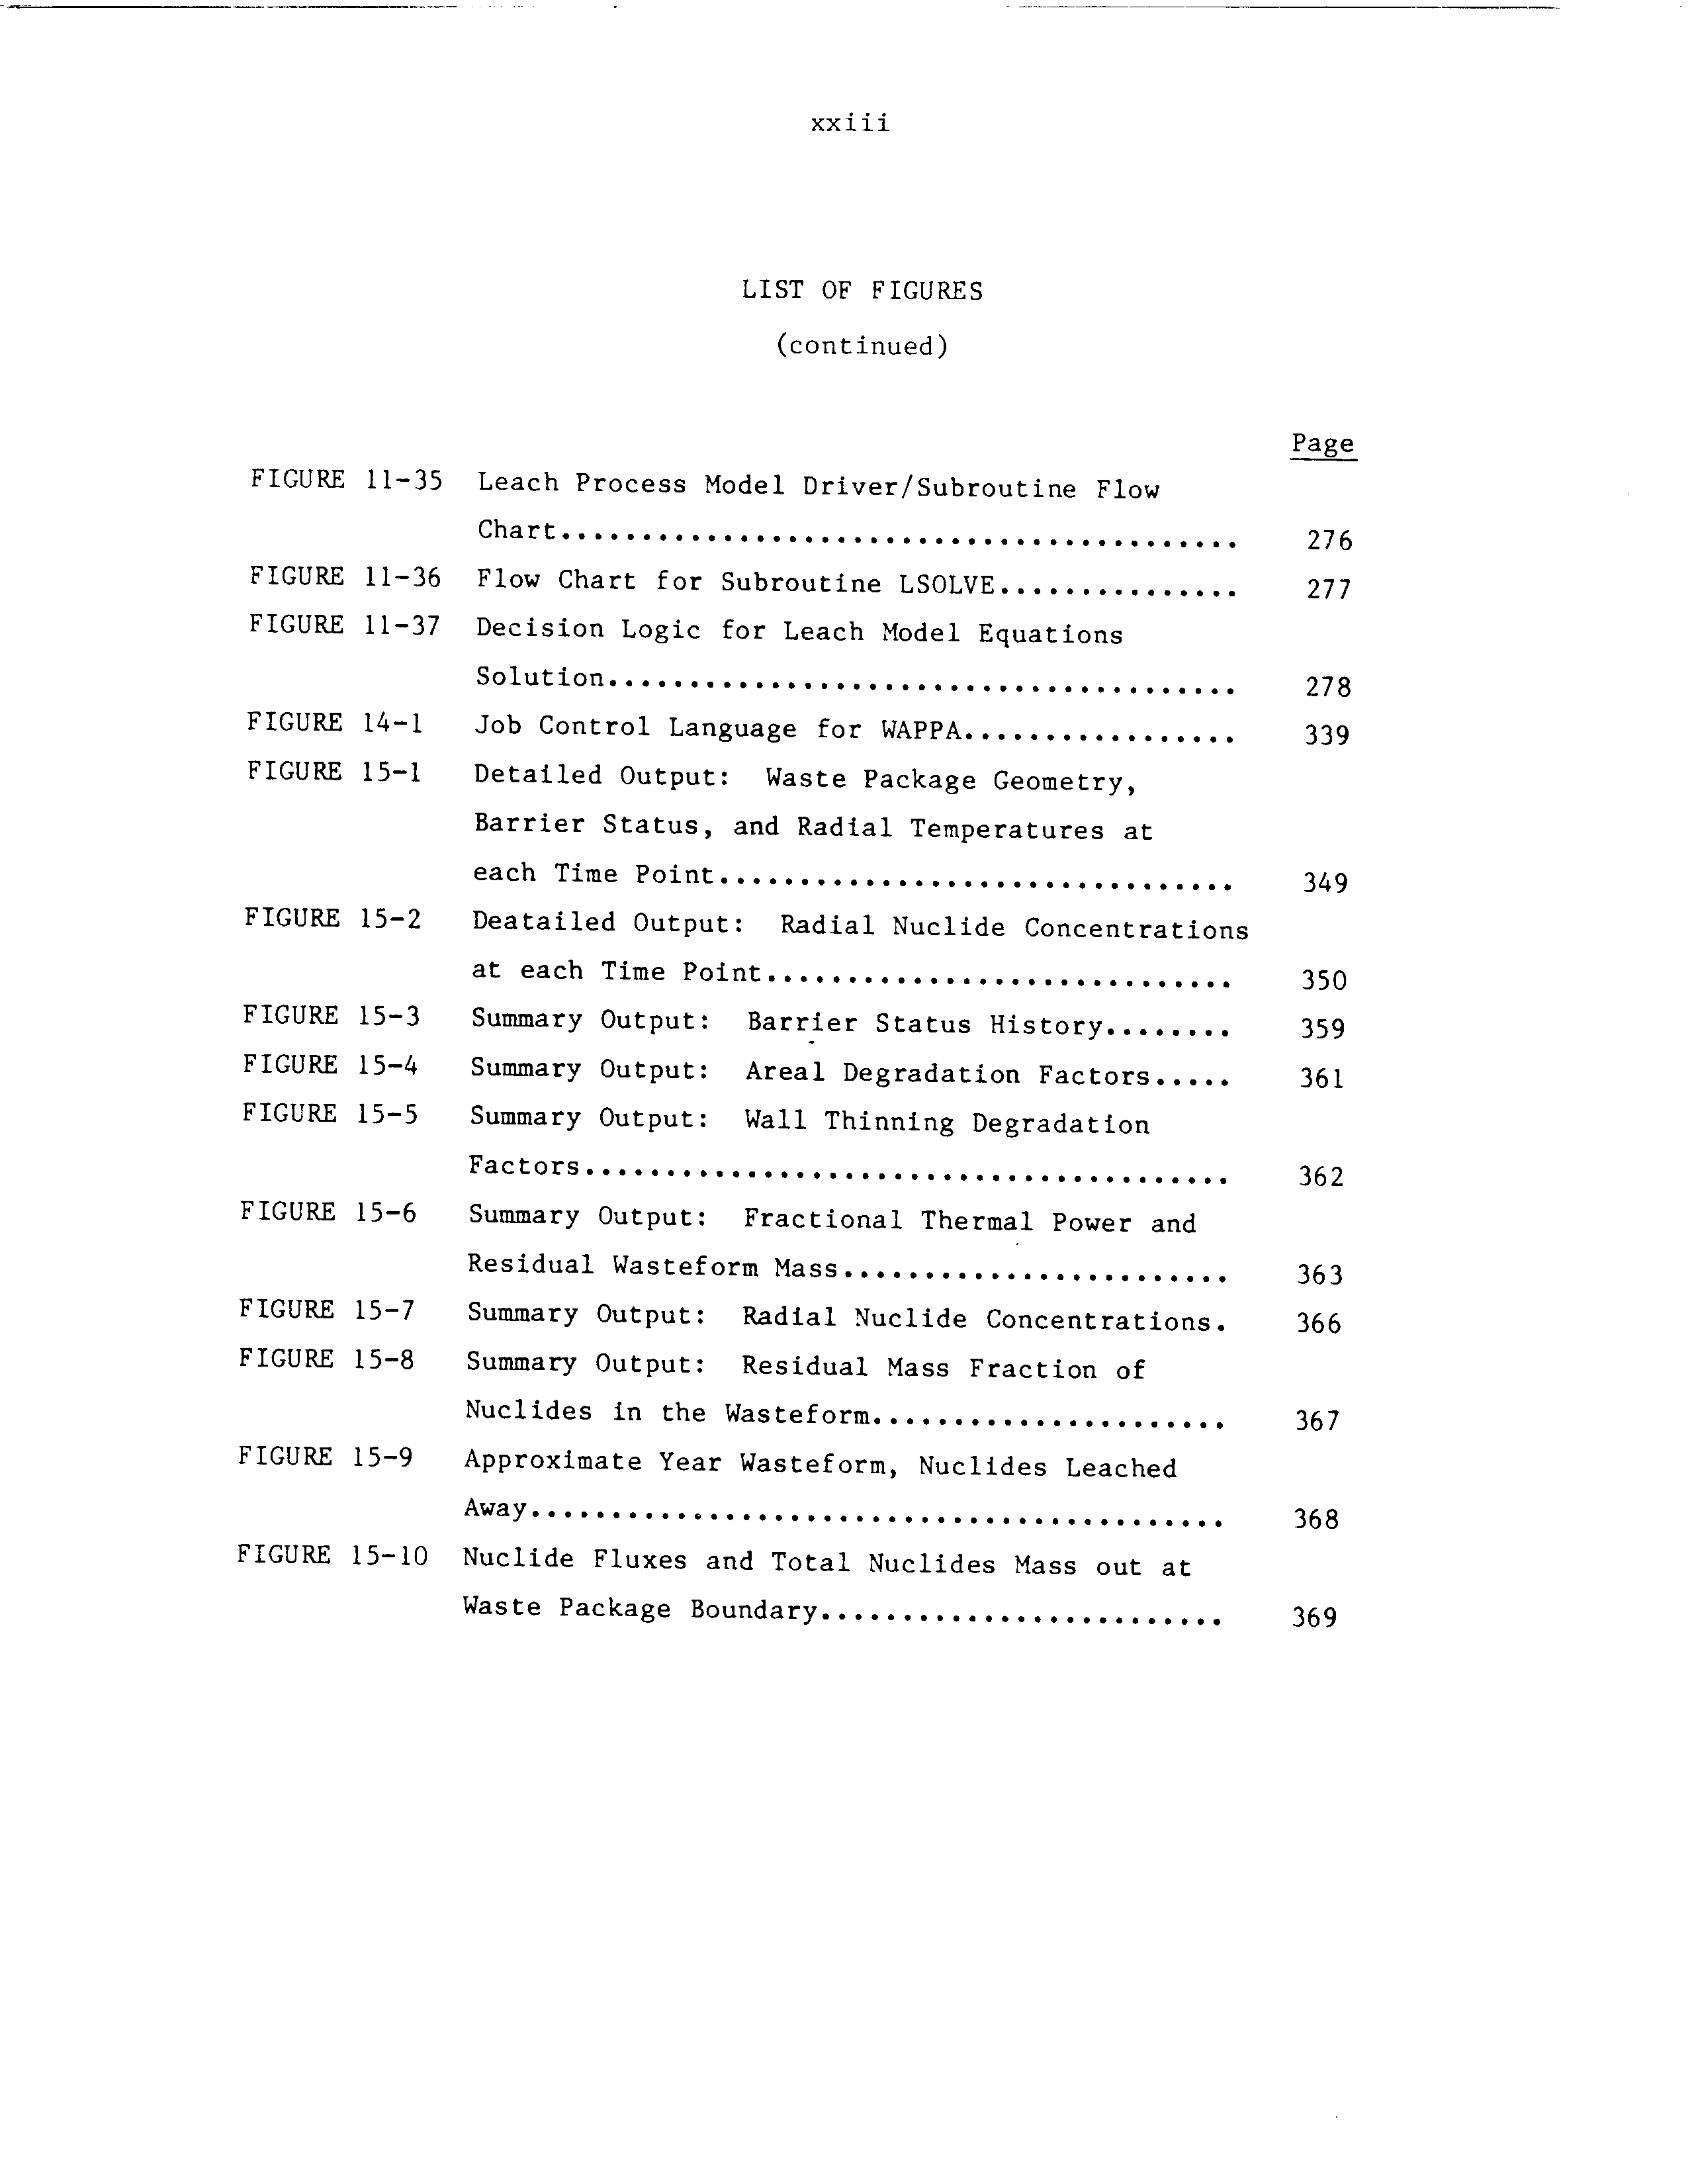 xxiii
LIST OF FIGURES
(continued)
Page
FIGURE 11-35 Leach Process Model Driver/Subroutine Flow
Chart.......................................... 276
FIGURE 11-36 Flow Chart for Subroutine LSOLVE............... 277
FIGURE 11-37 Decision Logic for Leach Model Equations
Solution....................................... 278
FIGURE 14-1 Job Control Language for WAPPA................. 339
FIGURE 15-1 Detailed Output: Waste Package Geometry,
Barrier Status, and Radial Temperatures at
each Time Point................................ 349
FIGURE 15-2 Deatailed Output: Radial Nuclide Concentrations
at each Time Point............................. 350
FIGURE 15-3 Summary Output: Barrier Status History........ 359
FIGURE 15-4 Summary Output: Areal Degradation Factors..... 361
FIGURE 15-5 Summary Output: Wall Thinning Degradation
Factors........................................ 362
FIGURE 15-6 Summary Output: Fractional Thermal Power and
Residual Wasteform Mass........................ 363
FIGURE 15-7 Summary Output: Radial Nuclide Concentrations. 366
FIGURE 15-8 Summary Output: Residual Mass Fraction of
Nuclides in the Wasteform...................... 367
FIGURE 15-9 Approximate Year Wasteform, Nuclides Leached
Away........................................... 368
FIGURE 15-10 Nuclide Fluxes and Total Nuclides Mass out at
Waste Package Boundary......................... 369